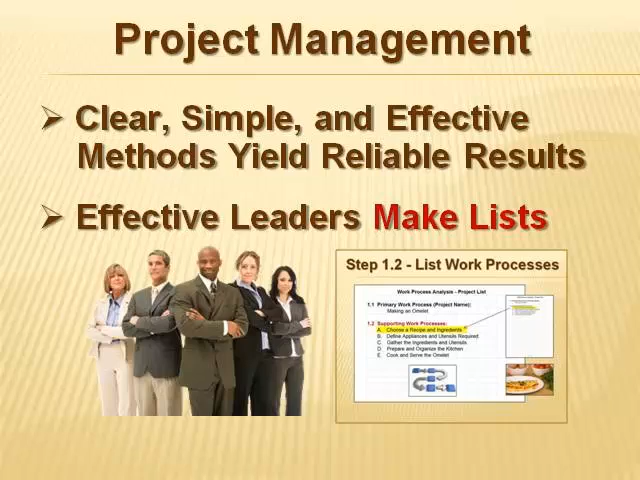 Project Management
➢ Clear, Simple, and Effective
Methods Yield Reliable Results
➢ Effective Leaders Make Lists
Step 1.2 - List Work Processes
Work Process Analysis - Project List
1.1 Primary Work Process (Project Name):
Making an Omelet
1.2 Supporting Work Processes:
A. Choose a Recipe and Ingredients
B. Define Appliances and Utensils Required
C. Gather the Ingredients and Utensils
D. Prepare and Organize the Kitchen
E. Cook and Serve the Omelet